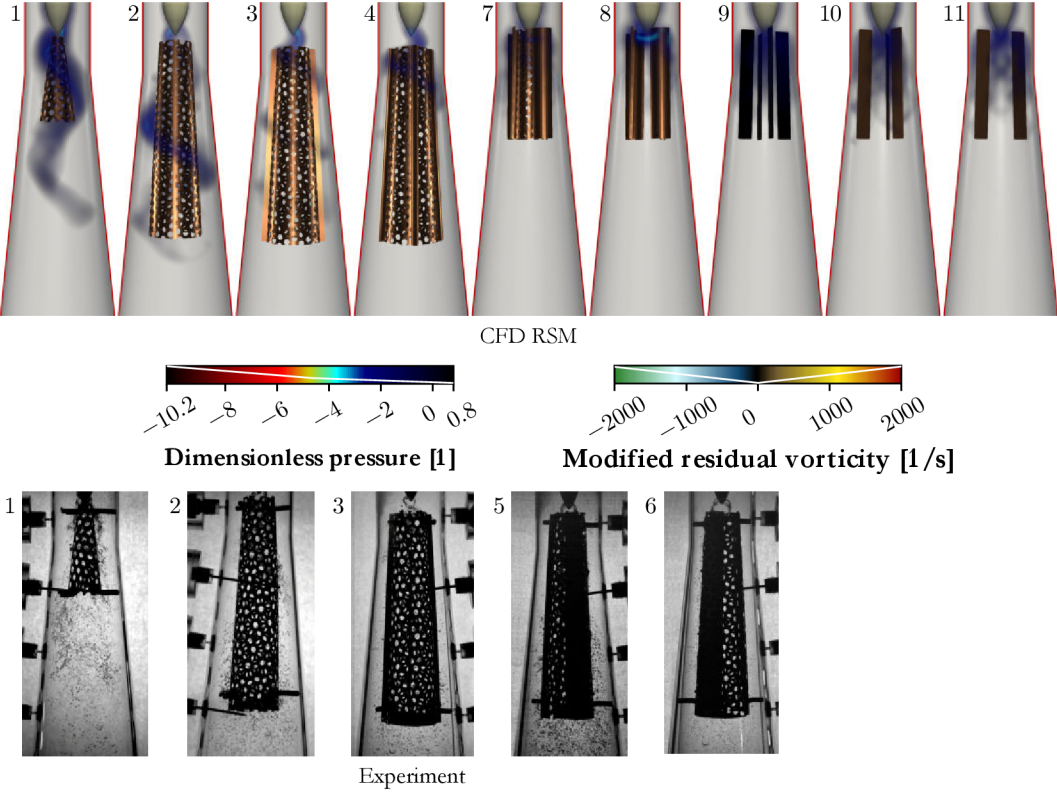 1 2 3 4 7 8 9 10 11
CFD RSM
−10.2 −8 −6 −4 −2 0 0.8
−2000 −1000 0 1000 2000
Dimensionless pressure [1]
Modified residual vorticity [1/s]
1 2 3 5 6
Experiment